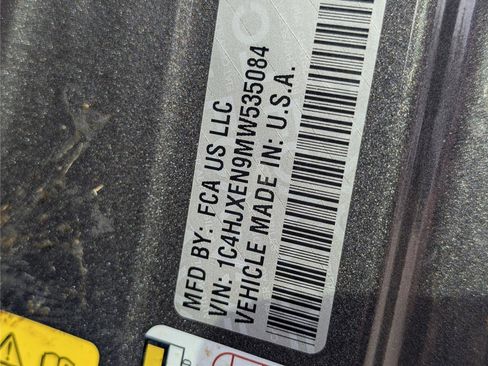 MFD BY: FCA US LLC
VIN: 1C4HJXEN9MW535084
VEHICLE MADE IN: U.S.A.